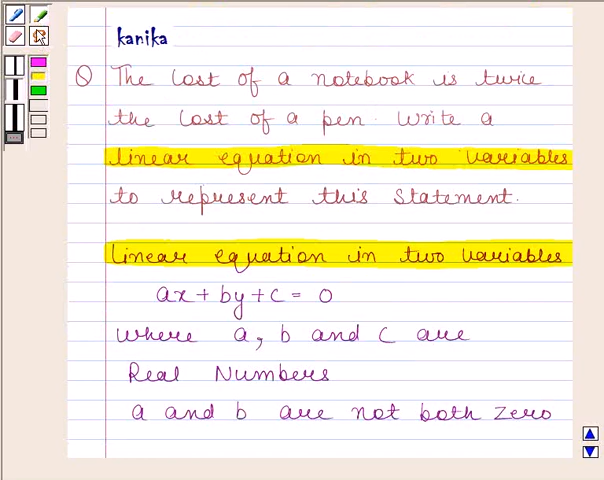 kanika
Q The cost of a notebook is twice
the cost of a pen. Write a
linear equation in two variables
to represent this statement.
linear equation in two variables
ax + by + c = 0
where a, b and c are
Real Numbers
a and b are not both zero